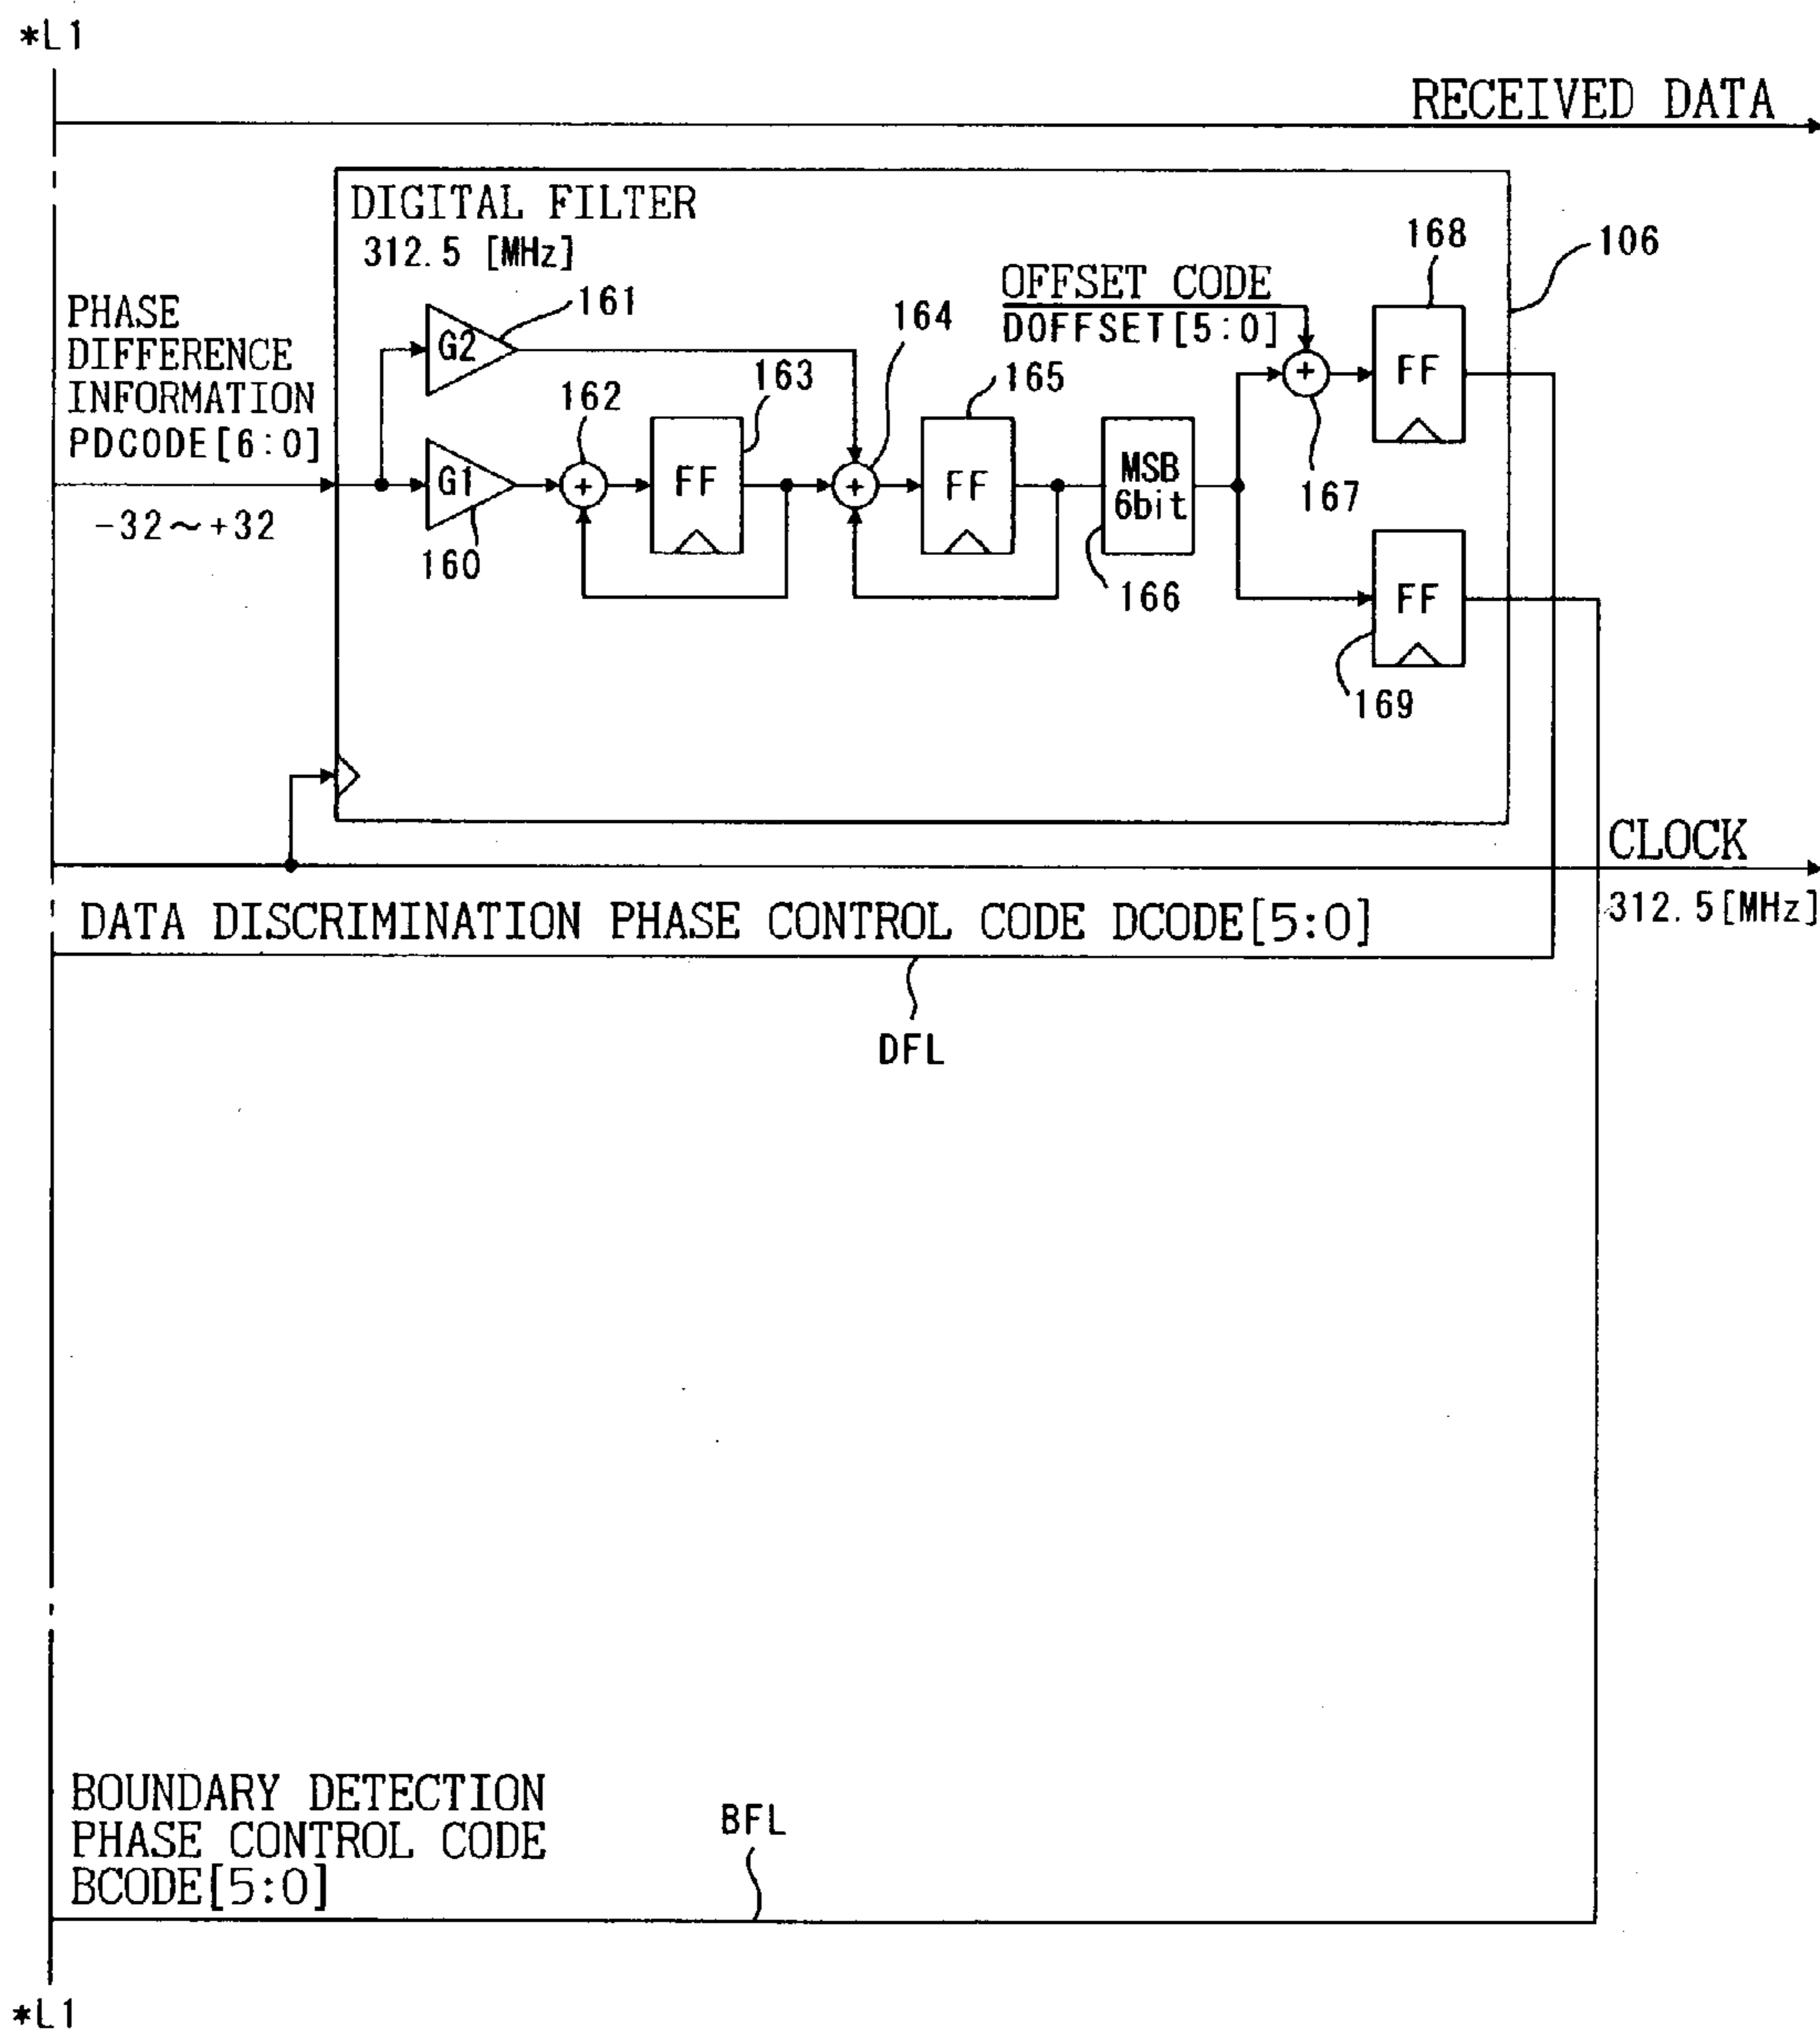 *L1
RECEIVED DATA
DIGITAL FILTER
312.5 [MHz]
168
106
OFFSET CODE
DOFFSET[5:0]
161
164
PHASE
DIFFERENCE
INFORMATION
PDCODE[6:0]
G2
162
163
165
+
FF
G1
+
FF
+
FF
MSB
6bit
167
-32~+32
160
166
FF
169
CLOCK
312.5[MHz]
DATA DISCRIMINATION PHASE CONTROL CODE DCODE[5:0]
DFL
BOUNDARY DETECTION
PHASE CONTROL CODE
BCODE[5:0]
BFL
*L1